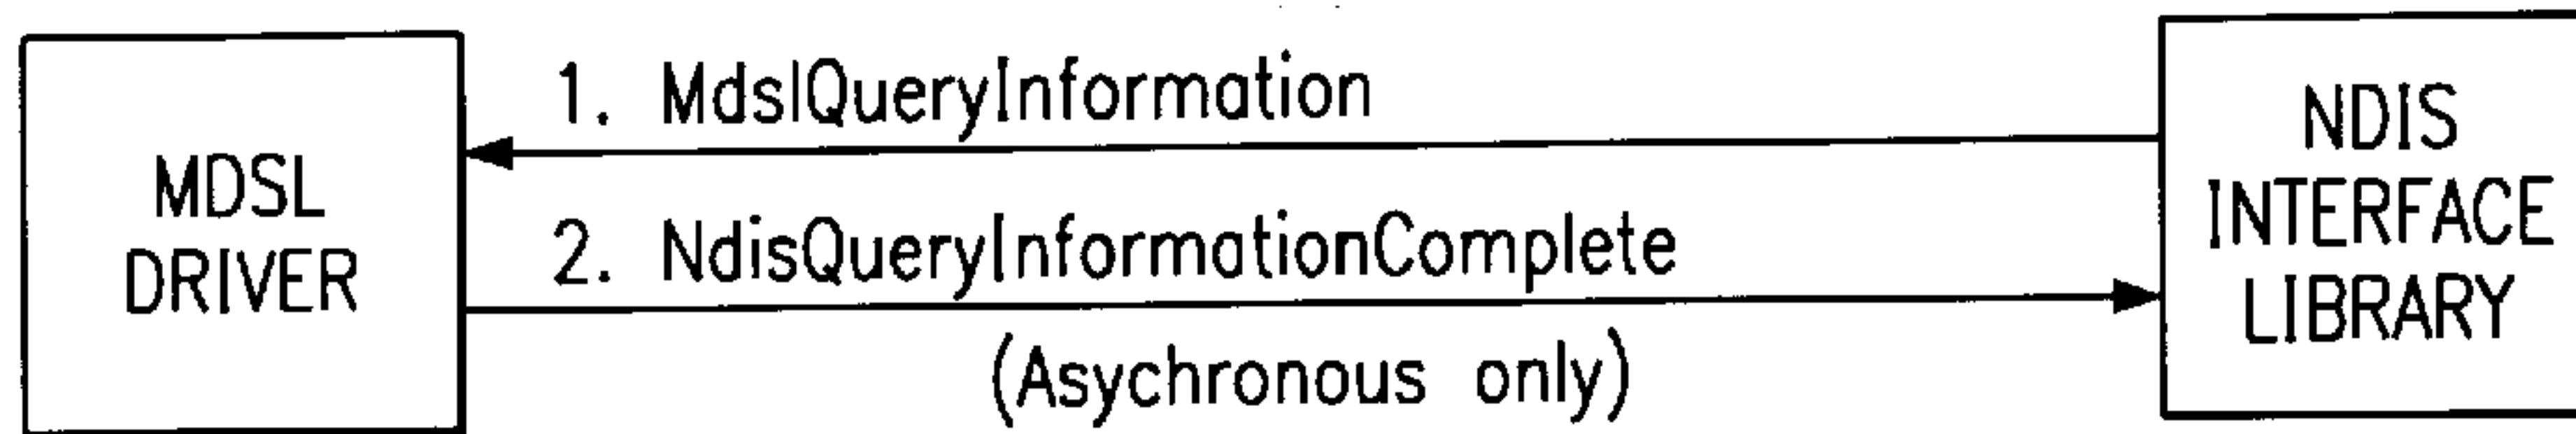 MDSL
DRIVER
1. MdslQueryInformation
2. NdisQueryInformationComplete
(Asychronous only)
NDIS
INTERFACE
LIBRARY